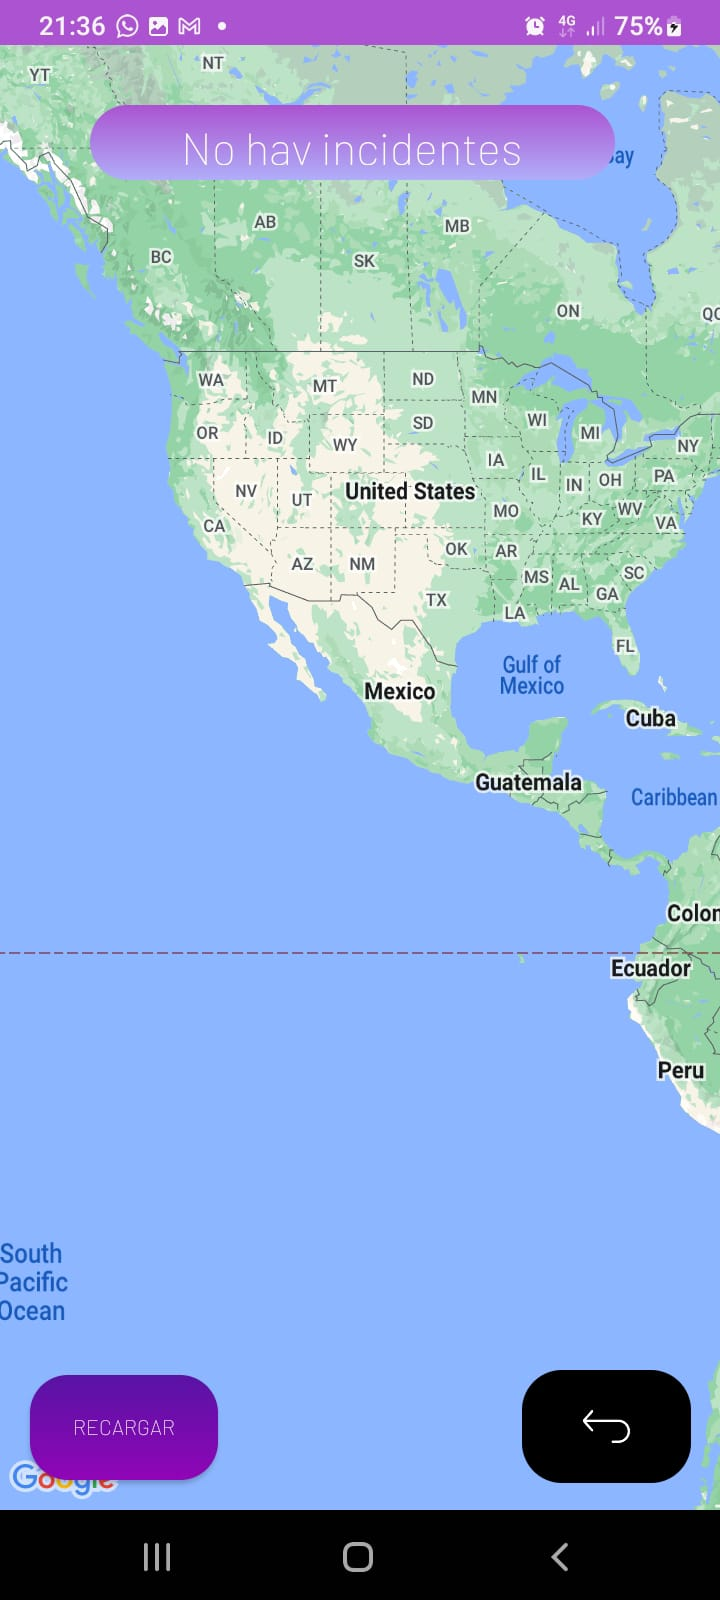 21:36
4G
75%
YT
NT
No hay incidentes
ay
AB
MB
BC
SK
ON
QC
WA
MT
ND
MN
OR
ID
SD
WI
MI
WY
NY
IA
NV
UT
United States
IL
IN
OH
PA
CA
MO
KY
WV
VA
AZ
NM
OK
AR
MS
AL
SC
GA
TX
LA
FL
Gulf of
Mexico
Mexico
Cuba
Guatemala
Caribbean
Colom
Ecuador
Peru
South
Pacific
Ocean
RECARGAR
Google